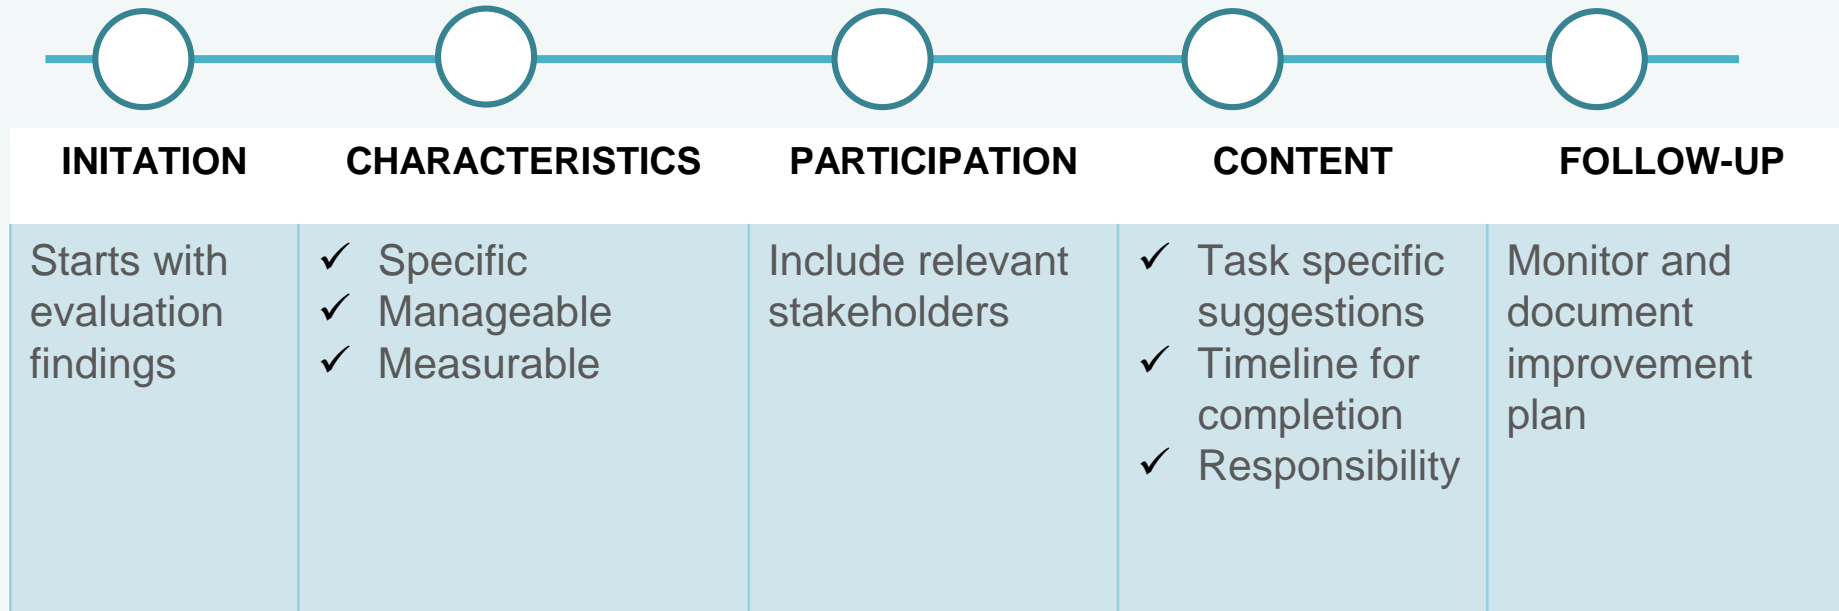 INITATION
CHARACTERISTICS
PARTICIPATION
CONTENT
FOLLOW-UP
Starts with
evaluation
findings
✓ Specific
✓ Manageable
✓ Measurable
Include relevant
stakeholders
✓ Task specific
suggestions
✓ Timeline for
completion
✓ Responsibility
Monitor and
document
improvement
plan